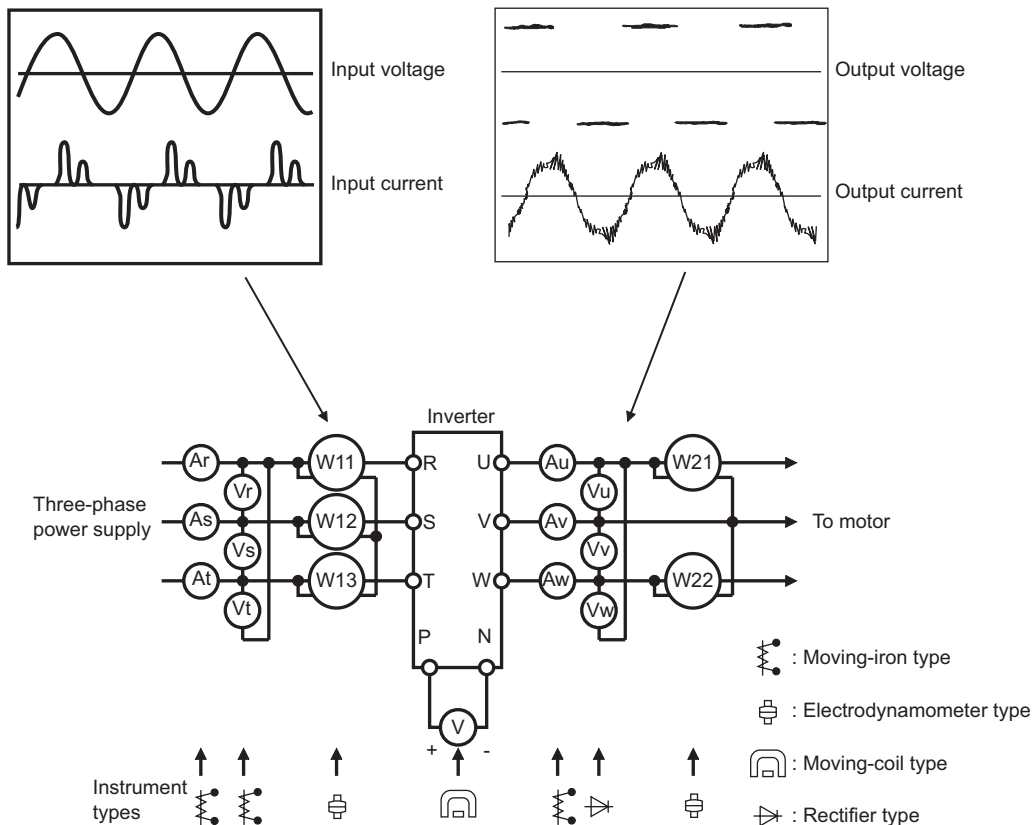 Input voltage
Output voltage
Input current
Output current
Inverter
Ar
W11
R
U
Au
W21
Vr
Vu
Three-phase
power supply
As
W12
S
V
Av
To motor
Vs
Vv
At
W13
T
W
Aw
W22
Vt
Vw
P
N
: Moving-iron type
V
: Electrodynamometer type
+
-
: Moving-coil type
Instrument
types
: Rectifier type